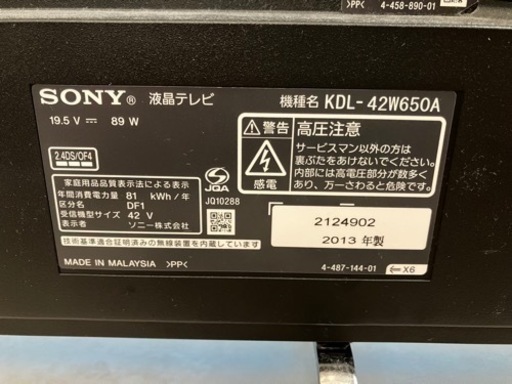 >PP< 4-458-890-01
SONY® 液晶テレビ
機種名 KDL-42W650A
19.5 V ⎓ 89 W
2.4DS/OF4
家庭用品品質表示法による表示
年間消費電力量 81 kWh/年
区分名 DF1
受信機型サイズ 42 V
表示者 ソニー株式会社
JQA
JQ10288
感電
高圧注意
サービスマン以外の方は
裏ぶたをあけないでください。
内部には高電圧部分が数多く
あり、万一さわると危険です。
2124902
2013 年製
技術基準適合証明済みの無線装置を内蔵しています
MADE IN MALAYSIA >PP<
4-487-144-01
X6